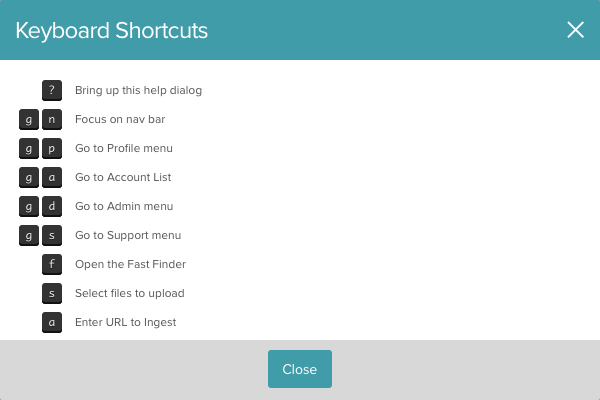 Keyboard Shortcuts
? Bring up this help dialog
g n Focus on nav bar
g p Go to Profile menu
g a Go to Account List
g d Go to Admin menu
g s Go to Support menu
f Open the Fast Finder
s Select files to upload
a Enter URL to Ingest
Close